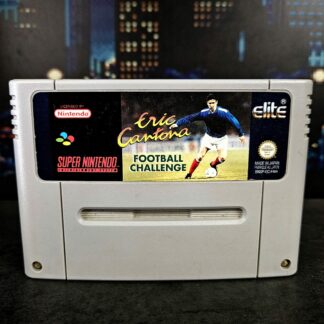 LICENSED BY
Nintendo
Eric
Cantona
FOOTBALL
CHALLENGE
elite
SUPER NINTENDO
ENTERTAINMENT SYSTEM
MADE IN JAPAN